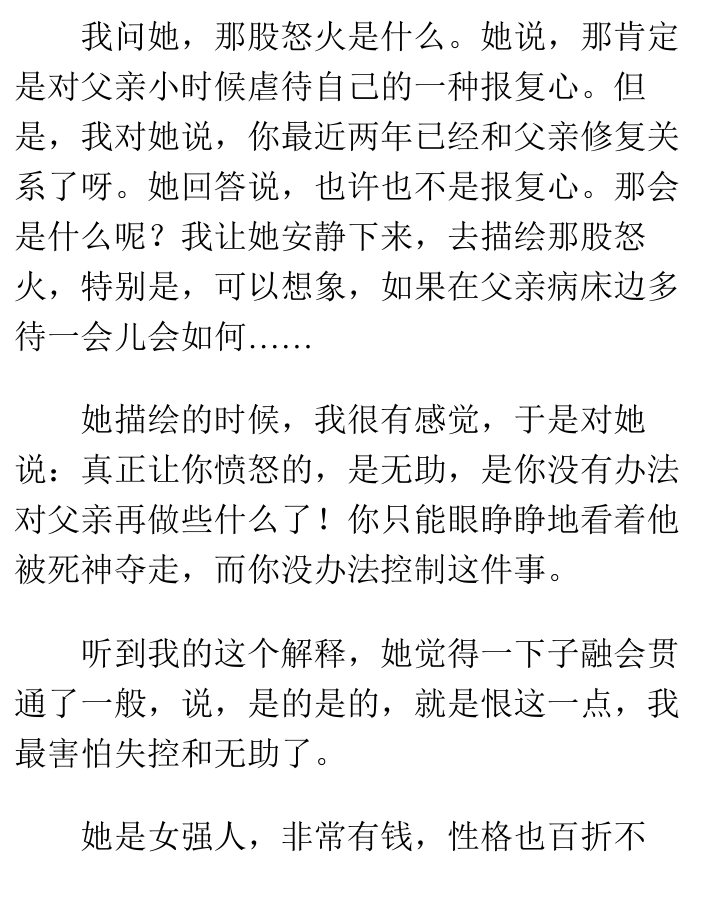 我问她，那股怒火是什么。她说，那肯定
是对父亲小时候虐待自己的一种报复心。但
是，我对她说，你最近两年已经和父亲修复关
系了呀。她回答说，也许也不是报复心。那会
是什么呢？我让她安静下来，去描绘那股怒
火，特别是，可以想象，如果在父亲病床边多
待一会儿会如何……
她描绘的时候，我很有感觉，于是对她
说：真正让你愤怒的，是无助，是你没有办法
对父亲再做些什么了！你只能眼睁睁地看着他
被死神夺走，而你没办法控制这件事。
听到我的这个解释，她觉得一下子融会贯
通了一般，说，是的是的，就是恨这一点，我
最害怕失控和无助了。
她是女强人，非常有钱，性格也百折不